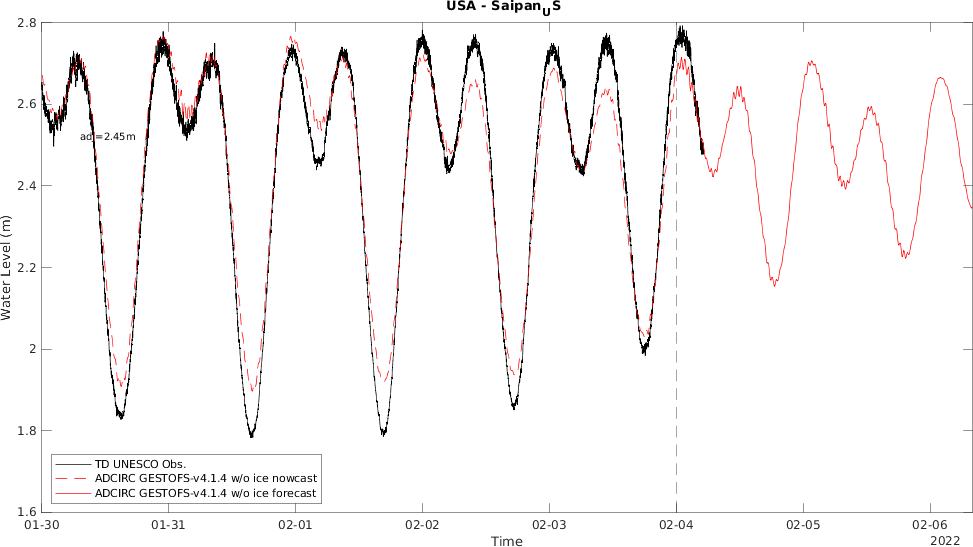 USA - SaipanUS
2.8
2.6
2.4
2.2
2
1.8
1.6
Water Level (m)
adj=2.45m
TD UNESCO Obs.
ADCIRC GESTOFS-v4.1.4 w/o ice nowcast
ADCIRC GESTOFS-v4.1.4 w/o ice forecast
01-30
01-31
02-01
02-02
02-03
02-04
02-05
02-06
Time
2022